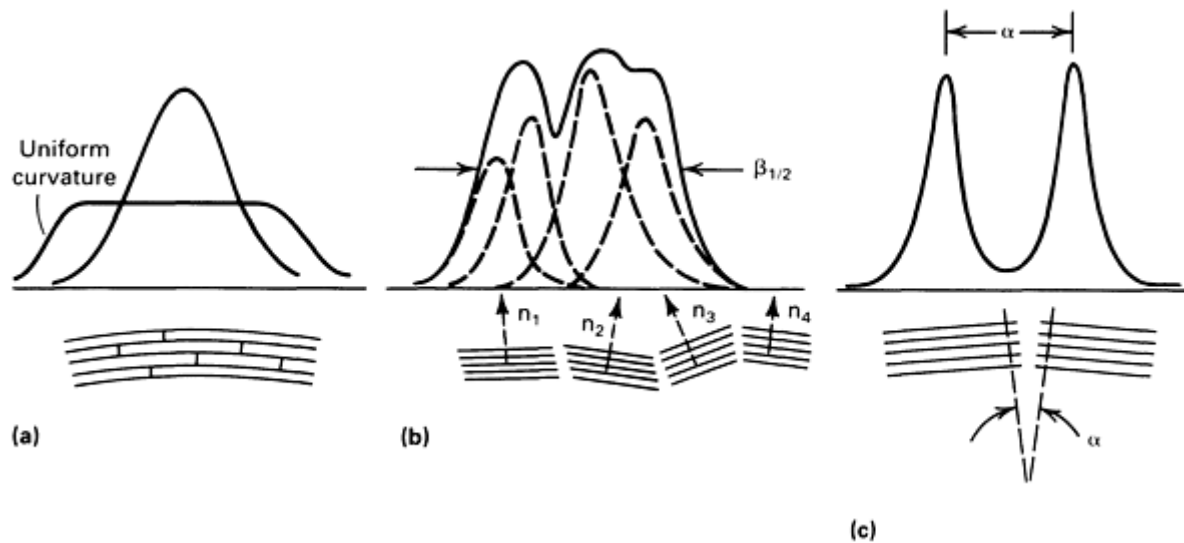 Uniform
curvature
β1/2
α
n1
n2
n3
n4
α
(a)
(b)
(c)